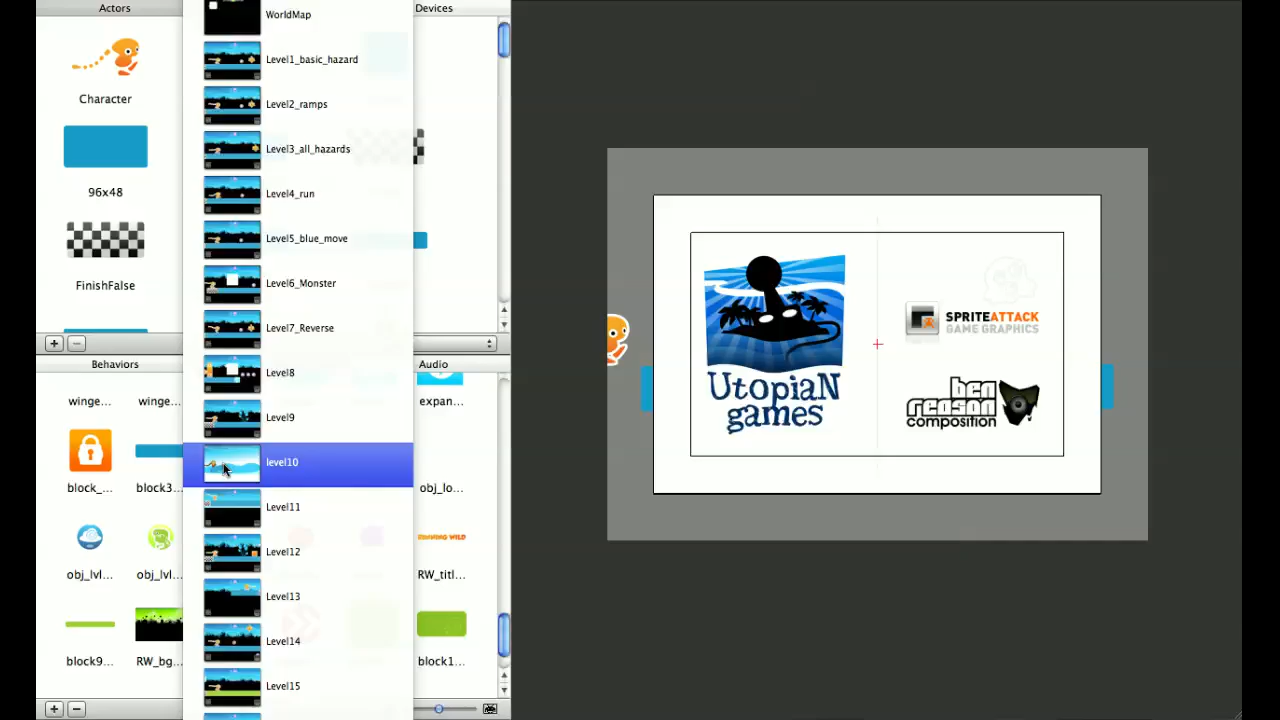 Actors
Devices
Character
96x48
FinishFalse
Behaviors
Audio
winge...
winge...
expan...
block_...
block3...
obj_lo...
obj_lvl...
obj_lvl...
RUNNING WILD
RW_titl...
block9...
RW_bg...
block1...
WorldMap
Level1_basic_hazard
Level2_ramps
Level3_all_hazards
Level4_run
Level5_blue_move
Level6_Monster
Level7_Reverse
Level8
Level9
level10
Level11
Level12
Level13
Level14
Level15
UtopiaN
games
SPRITEATTACK
GAME GRAPHICS
ben
reason
composition